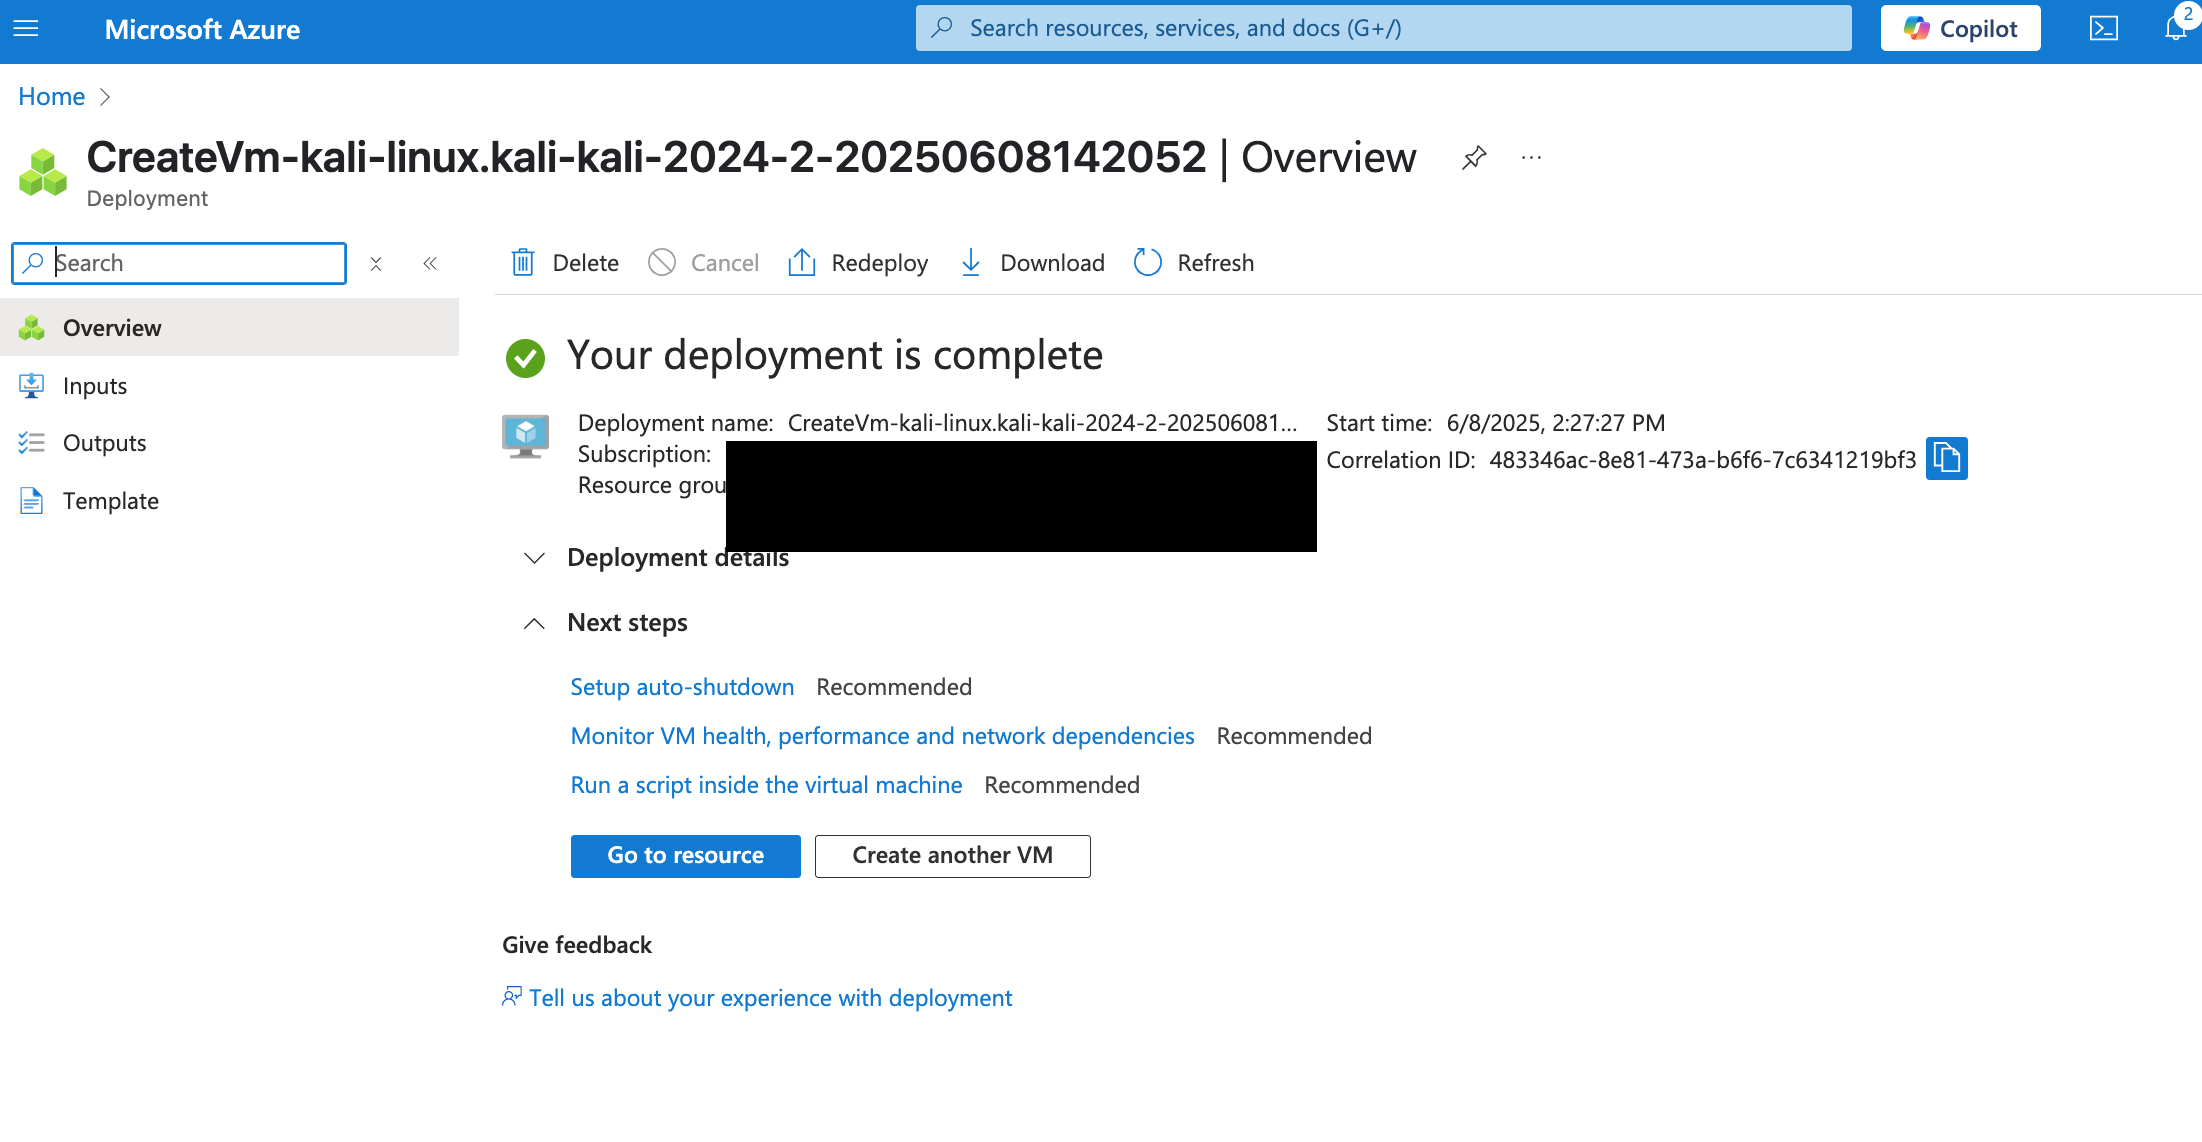 Microsoft Azure
Search resources, services, and docs (G+/)
Copilot
2
Home
CreateVm-kali-linux.kali-kali-2024-2-20250608142052 | Overview
Deployment
Search
Delete
Cancel
Redeploy
Download
Refresh
Overview
Inputs
Outputs
Template
Your deployment is complete
Deployment name: CreateVm-kali-linux.kali-kali-2024-2-202506081...
Subscription:
Resource grou
Start time: 6/8/2025, 2:27:27 PM
Correlation ID: 483346ac-8e81-473a-b6f6-7c6341219bf3
Deployment details
Next steps
Setup auto-shutdown Recommended
Monitor VM health, performance and network dependencies Recommended
Run a script inside the virtual machine Recommended
Go to resource
Create another VM
Give feedback
Tell us about your experience with deployment